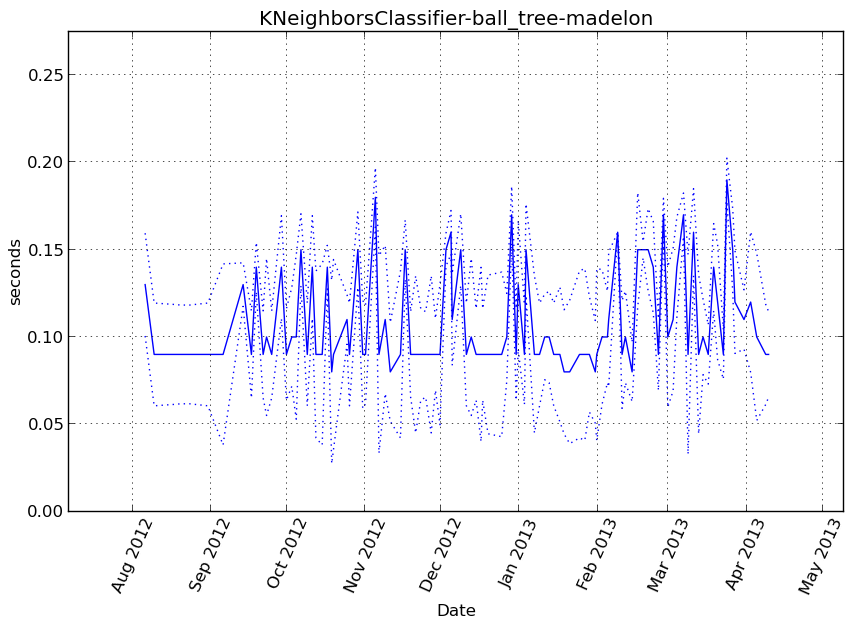 KNeighborsClassifier-ball_tree-madelon
0.25
0.20
0.15
0.10
0.05
0.00
seconds
Aug 2012
Sep 2012
Oct 2012
Nov 2012
Dec 2012
Jan 2013
Feb 2013
Mar 2013
Apr 2013
May 2013
Date